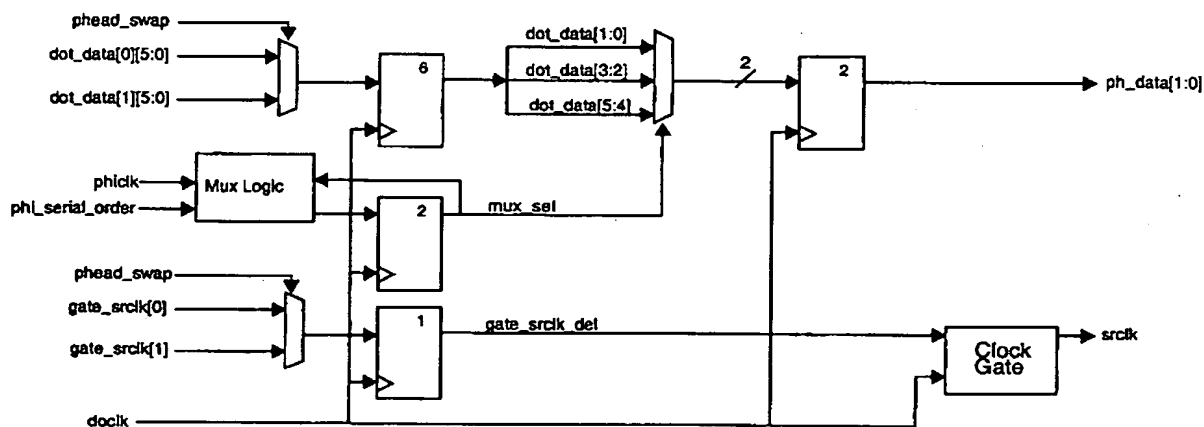 phead_swap
dot_data[0][5:0]
dot_data[1][5:0]
6
dot_data[1:0]
dot_data[3:2]
dot_data[5:4]
2
2
ph_data[1:0]
phiclk
phi_serial_order
Mux Logic
2
mux_sel
phead_swap
gate_srclk[0]
gate_srclk[1]
1
gate_srclk_del
Clock
Gate
srclk
doclk